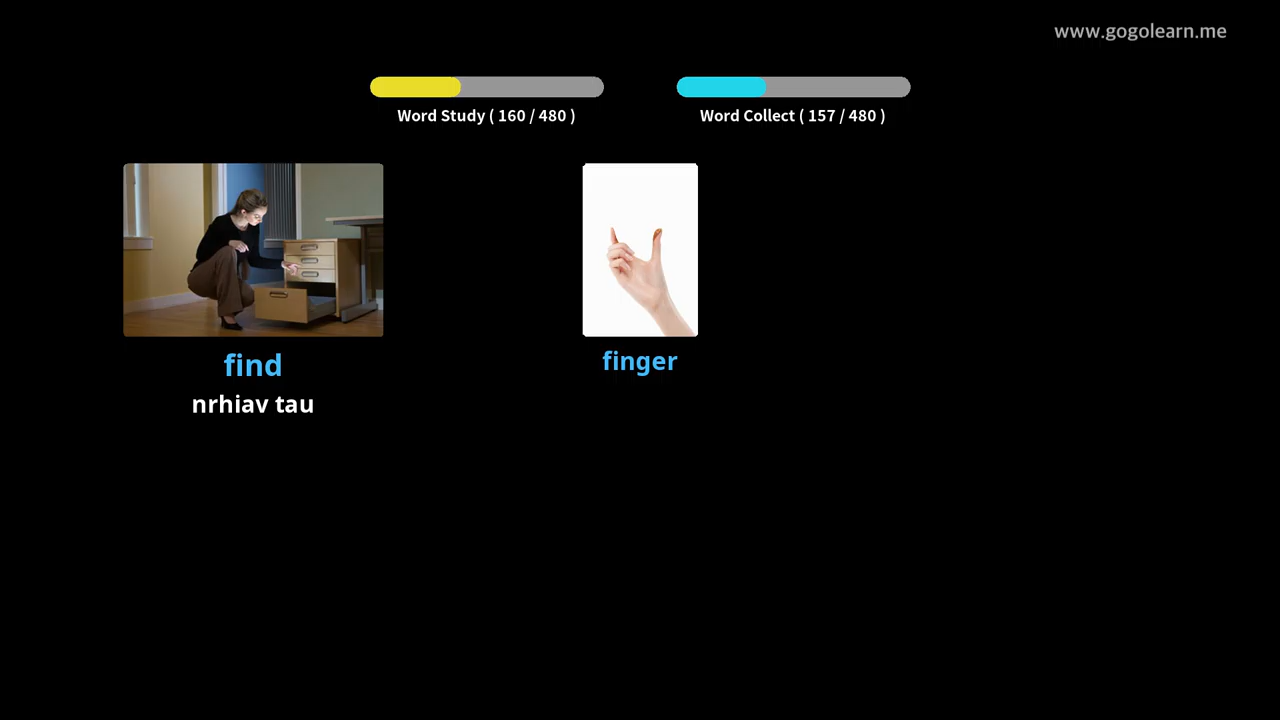 www.gogolearn.me
Word Study ( 160 / 480 )
Word Collect ( 157 / 480 )
find
nrhiav tau
finger